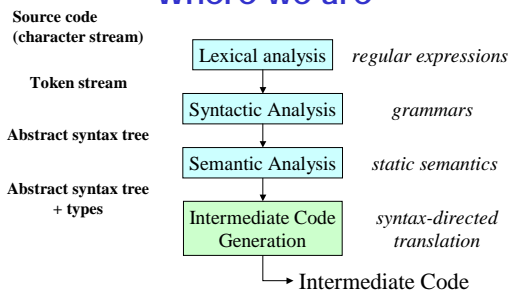 Where we are
Source code
(character stream)
Lexical analysis
regular expressions
Token stream
Syntactic Analysis
grammars
Abstract syntax tree
Semantic Analysis
static semantics
Abstract syntax tree
+ types
Intermediate Code
Generation
syntax-directed
translation
Intermediate Code